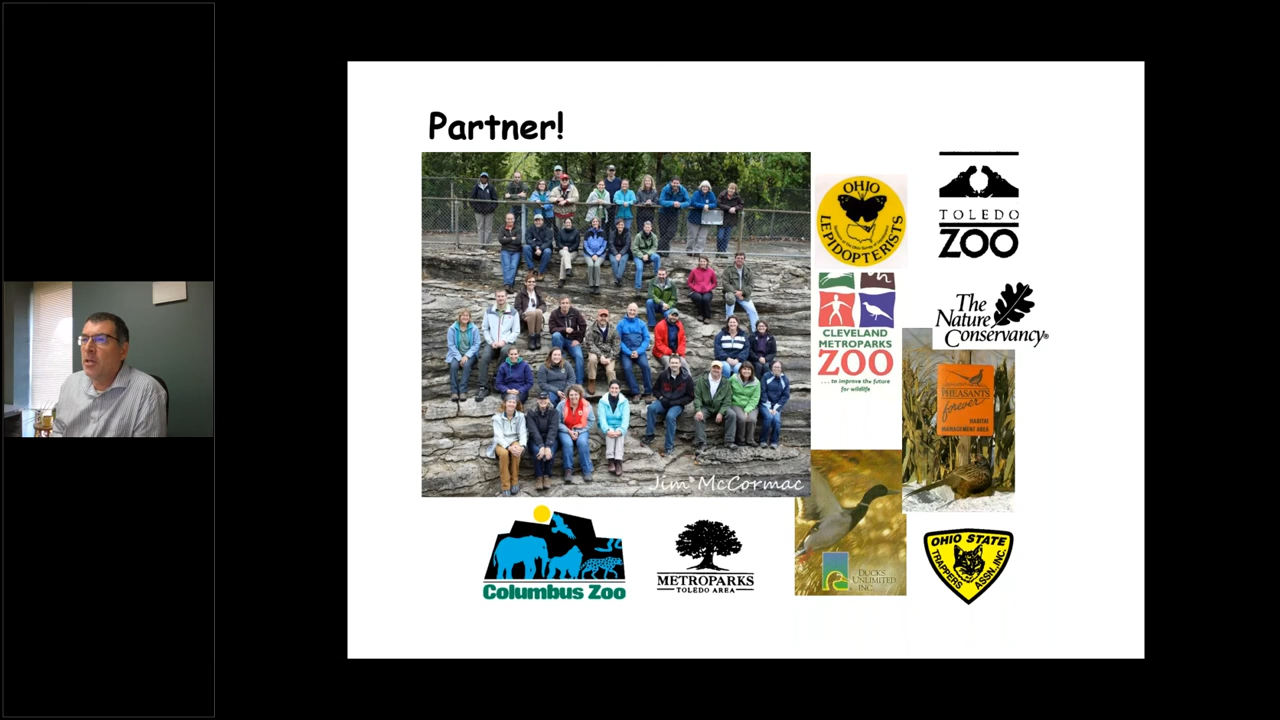 Partner!
Jim McCormac
OHIO
LEPIDOPTERISTS
TOLEDO
ZOO
CLEVELAND
METROPARKS
ZOO
...to improve the future
for wildlife
The
Nature
Conservancy®
PHEASANTS
forever
HABITAT
MANAGEMENT AREA
Columbus Zoo
METROPARKS
TOLEDO AREA
DUCKS
UNLIMITED
INC.
OHIO STATE
TRAPPERS
ASSN., INC.